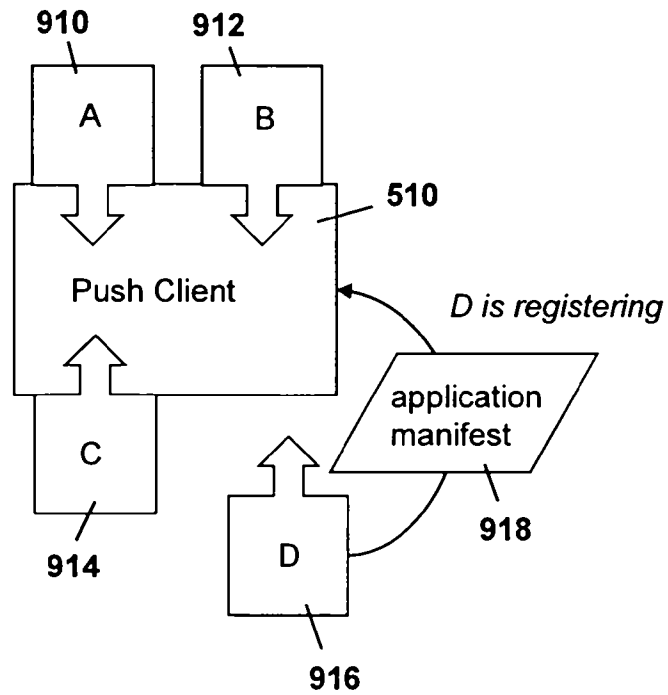 910
912
A
B
510
Push Client
D is registering
application
manifest
C
918
914
D
916